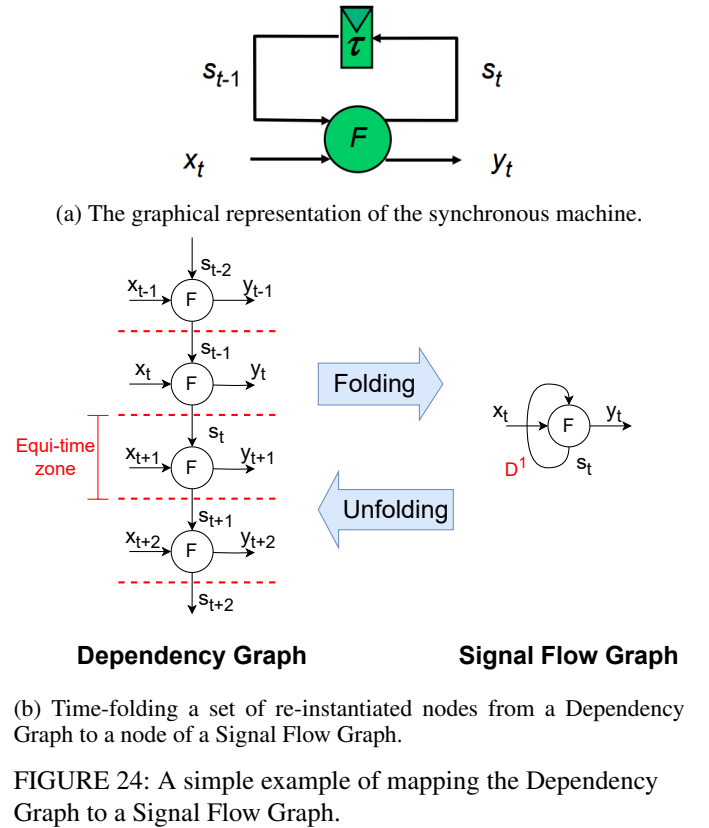 τ
s_{t-1}
s_t
F
x_t
y_t
(a) The graphical representation of the synchronous machine.
s_{t-2}
x_{t-1}
F
y_{t-1}
s_{t-1}
x_t
F
y_t
Folding
s_t
Equi-time
zone
x_{t+1}
F
y_{t+1}
x_t
F
y_t
D^1
s_t
Unfolding
s_{t+1}
x_{t+2}
F
y_{t+2}
s_{t+2}
Dependency Graph
Signal Flow Graph
(b) Time-folding a set of re-instantiated nodes from a Dependency
Graph to a node of a Signal Flow Graph.
FIGURE 24: A simple example of mapping the Dependency
Graph to a Signal Flow Graph.